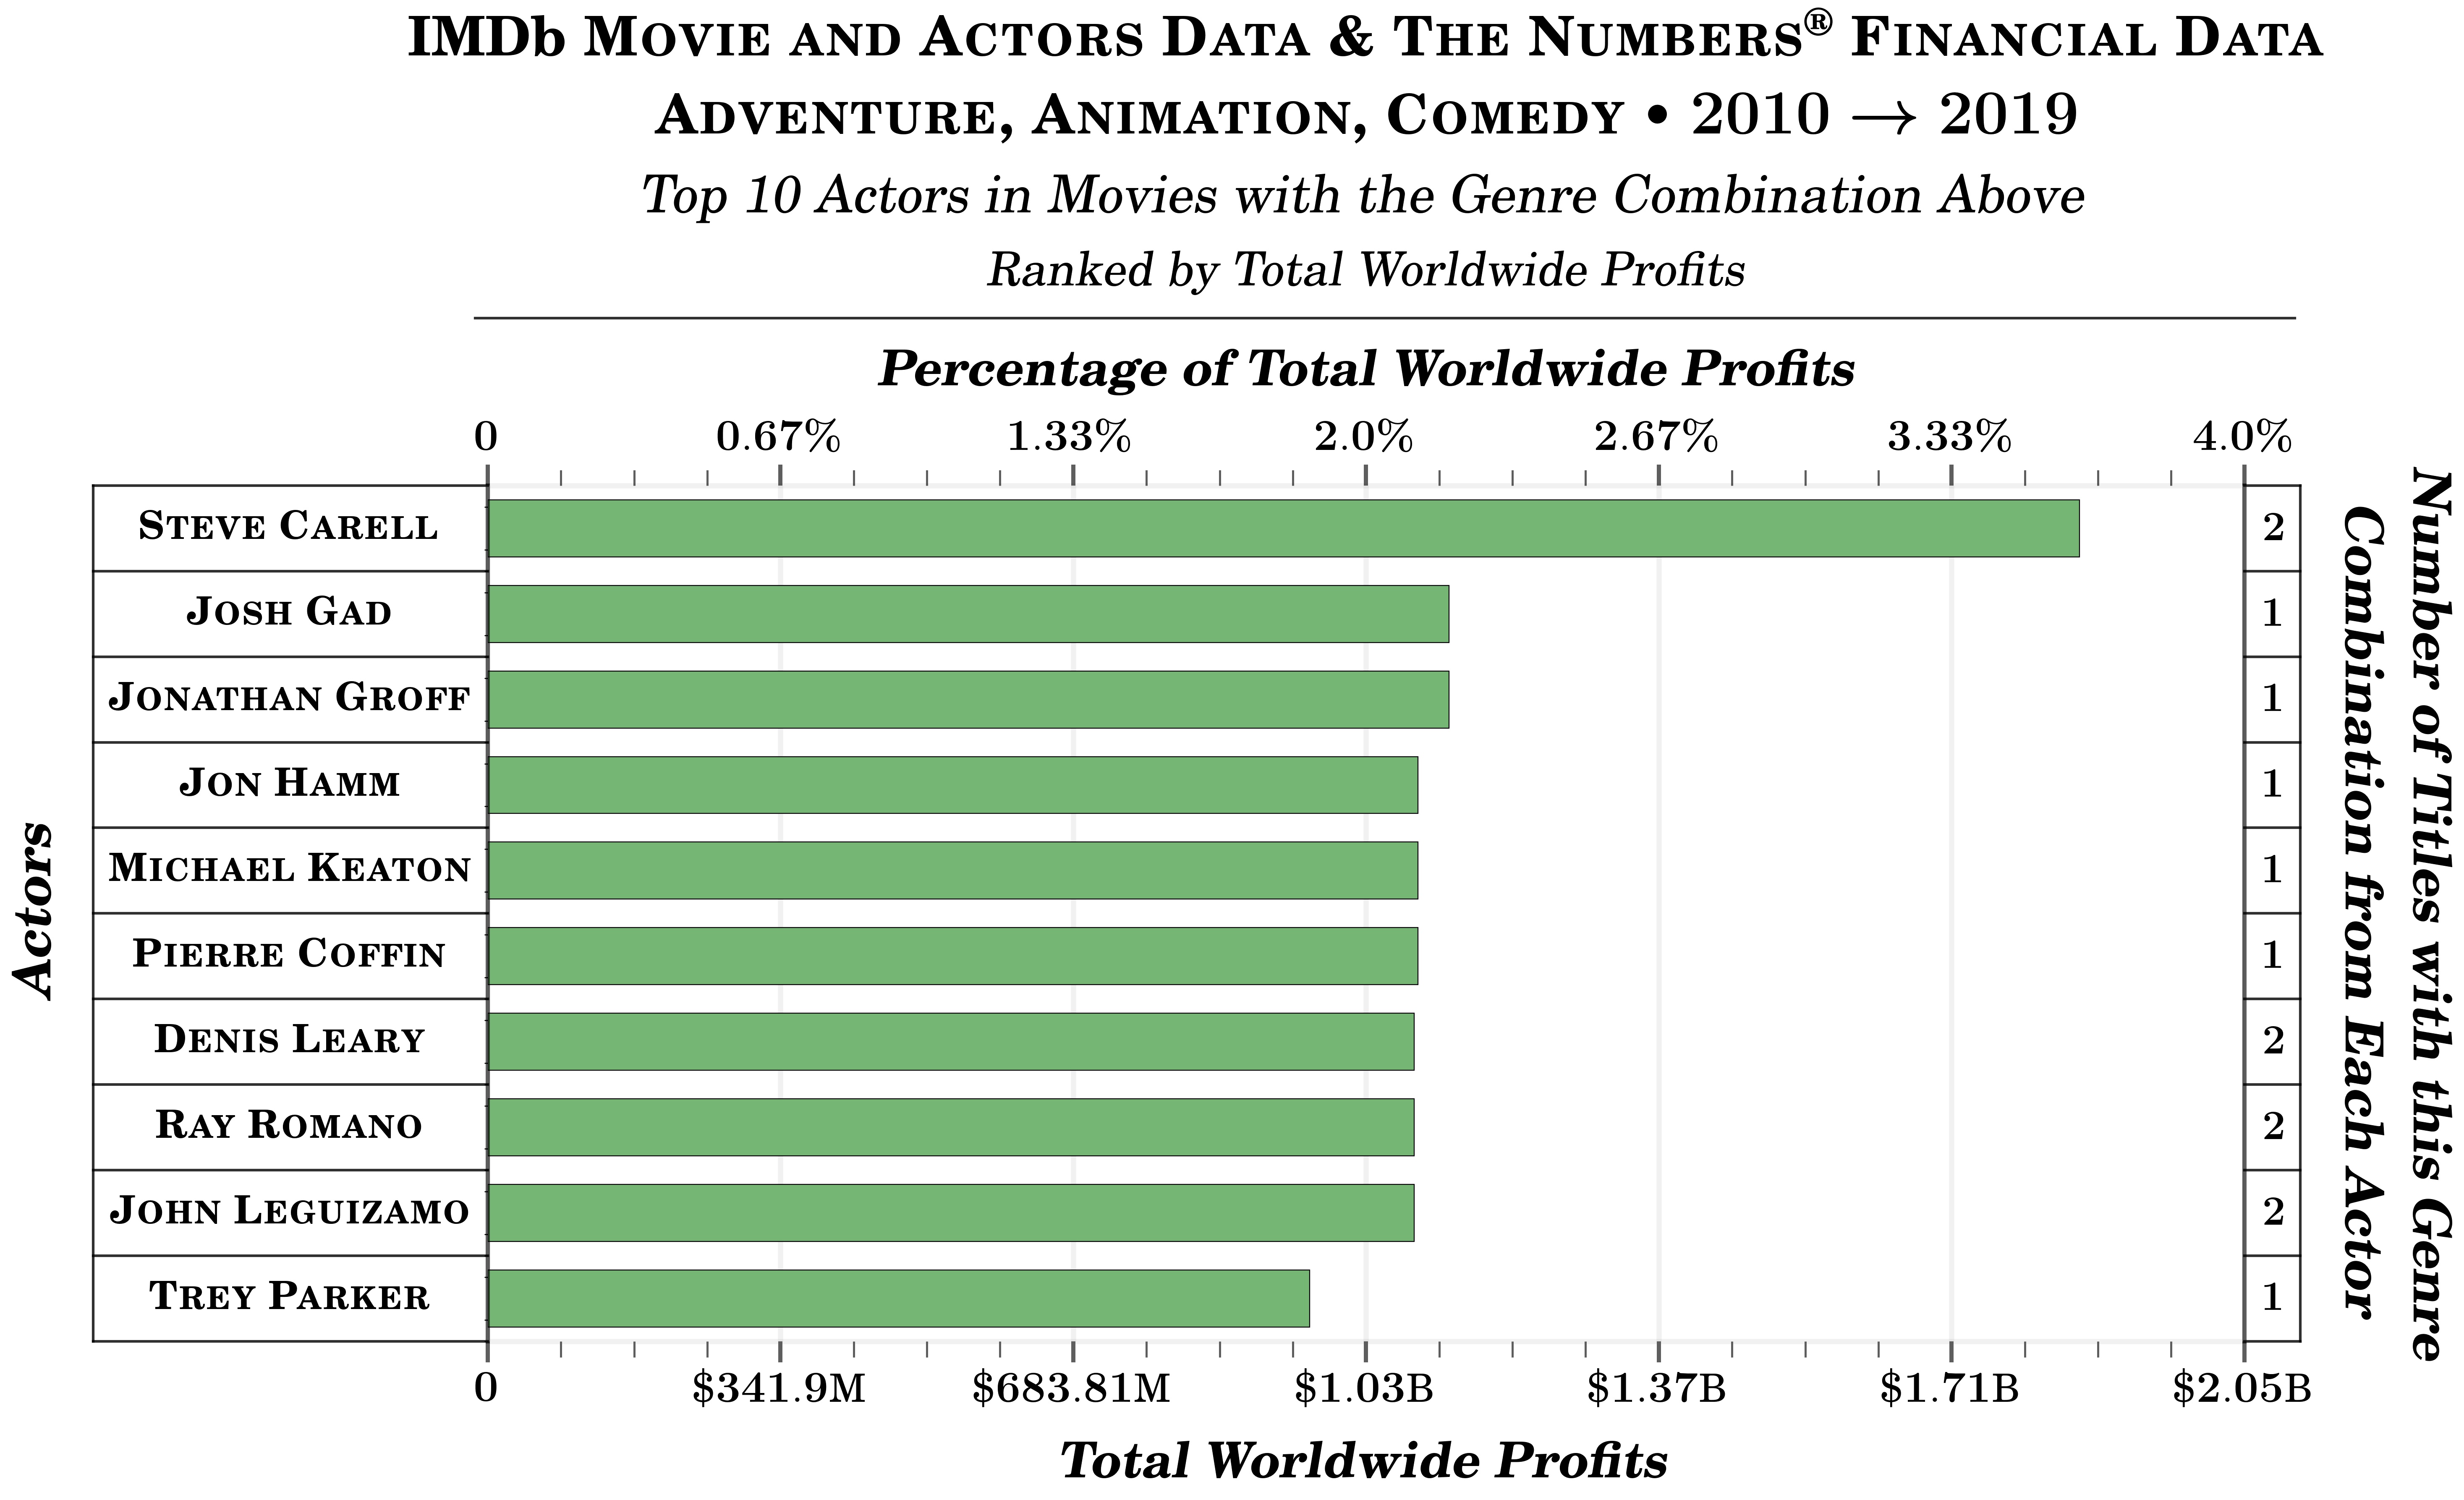 IMDb Movie and Actors Data & The Numbers® Financial Data
Adventure, Animation, Comedy • 2010 → 2019
Top 10 Actors in Movies with the Genre Combination Above
Ranked by Total Worldwide Profits
Percentage of Total Worldwide Profits
0 0.67% 1.33% 2.0% 2.67% 3.33% 4.0%
Actors
Steve Carell 2
Josh Gad 1
Jonathan Groff 1
Jon Hamm 1
Michael Keaton 1
Pierre Coffin 1
Denis Leary 2
Ray Romano 2
John Leguizamo 2
Trey Parker 1
Number of Titles with this Genre
Combination from Each Actor
0 $341.9M $683.81M $1.03B $1.37B $1.71B $2.05B
Total Worldwide Profits